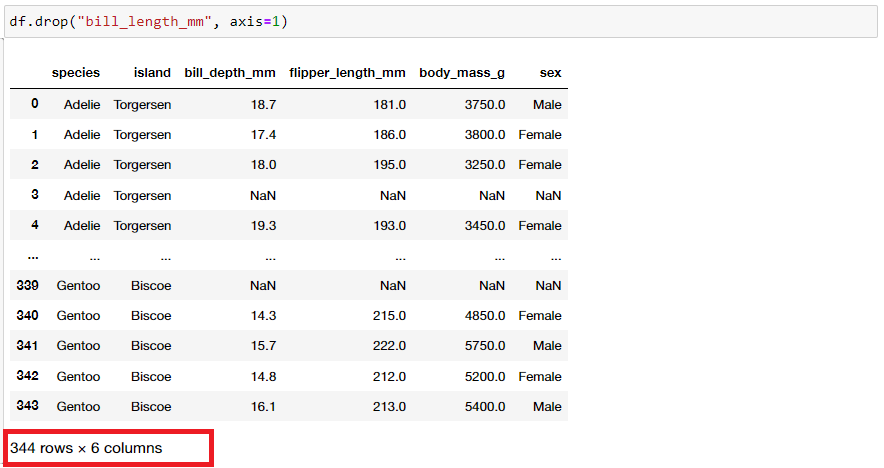 df.drop("bill_length_mm", axis=1)
species island bill_depth_mm flipper_length_mm body_mass_g sex
0 Adelie Torgersen 18.7 181.0 3750.0 Male
1 Adelie Torgersen 17.4 186.0 3800.0 Female
2 Adelie Torgersen 18.0 195.0 3250.0 Female
3 Adelie Torgersen NaN NaN NaN NaN
4 Adelie Torgersen 19.3 193.0 3450.0 Female
... ... ... ... ... ... ...
339 Gentoo Biscoe NaN NaN NaN NaN
340 Gentoo Biscoe 14.3 215.0 4850.0 Female
341 Gentoo Biscoe 15.7 222.0 5750.0 Male
342 Gentoo Biscoe 14.8 212.0 5200.0 Female
343 Gentoo Biscoe 16.1 213.0 5400.0 Male
344 rows × 6 columns